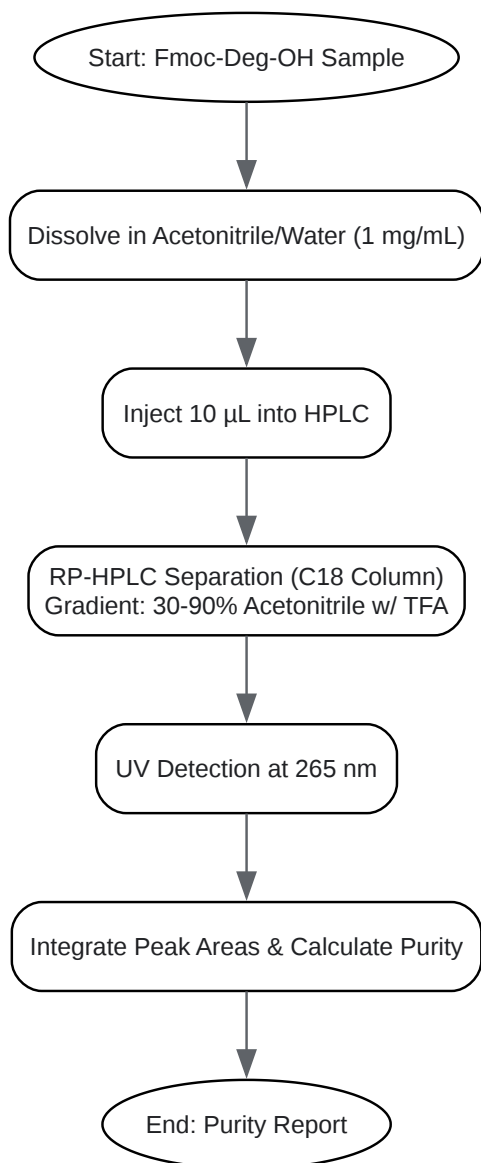 Start: Fmoc-Deg-OH Sample
Dissolve in Acetonitrile/Water (1 mg/mL)
Inject 10 µL into HPLC
RP-HPLC Separation (C18 Column)
Gradient: 30-90% Acetonitrile w/ TFA
UV Detection at 265 nm
Integrate Peak Areas & Calculate Purity
End: Purity Report